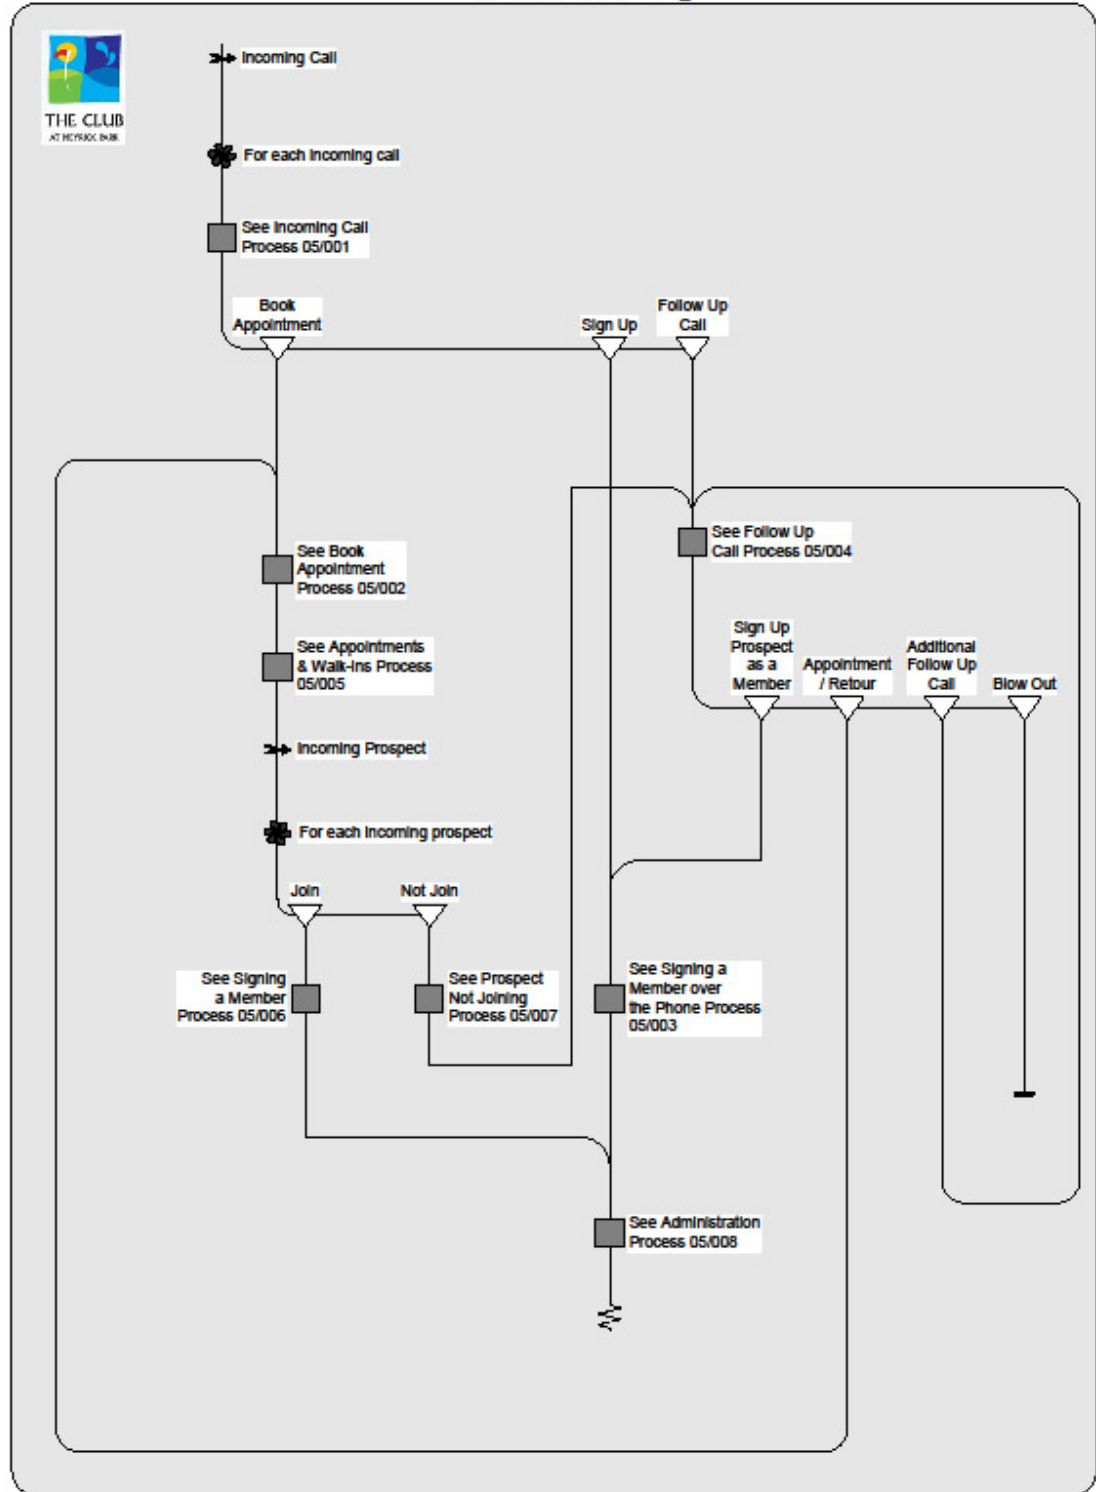 THE CLUB
AT MEYRICK PARK
Incoming Call
For each incoming call
See Incoming Call
Process 05/001
Book
Appointment
Sign Up
Follow Up
Call
See Follow Up
Call Process 05/004
See Book
Appointment
Process 05/002
See Appointments
& Walk-ins Process
05/005
Sign Up
Prospect
as a
Member
Appointment
/ Retour
Additional
Follow Up
Call
Blow Out
Incoming Prospect
For each incoming prospect
Join
Not Join
See Signing
a Member
Process 05/006
See Prospect
Not Joining
Process 05/007
See Signing a
Member over
the Phone Process
05/003
See Administration
Process 05/008